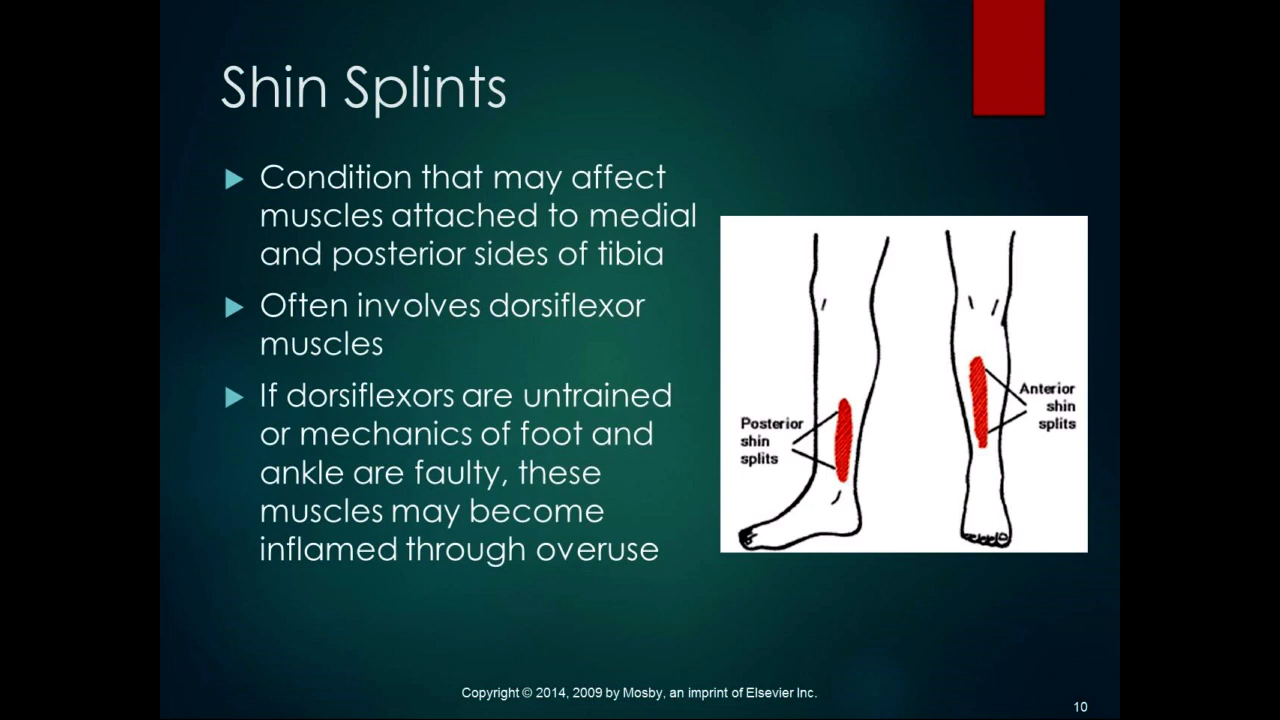 Shin Splints
Condition that may affect
muscles attached to medial
and posterior sides of tibia
Often involves dorsiflexor
muscles
If dorsiflexors are untrained
or mechanics of foot and
ankle are faulty, these
muscles may become
inflamed through overuse
Posterior
shin
splits
Anterior
shin
splits
Copyright © 2014, 2009 by Mosby, an imprint of Elsevier Inc.
10